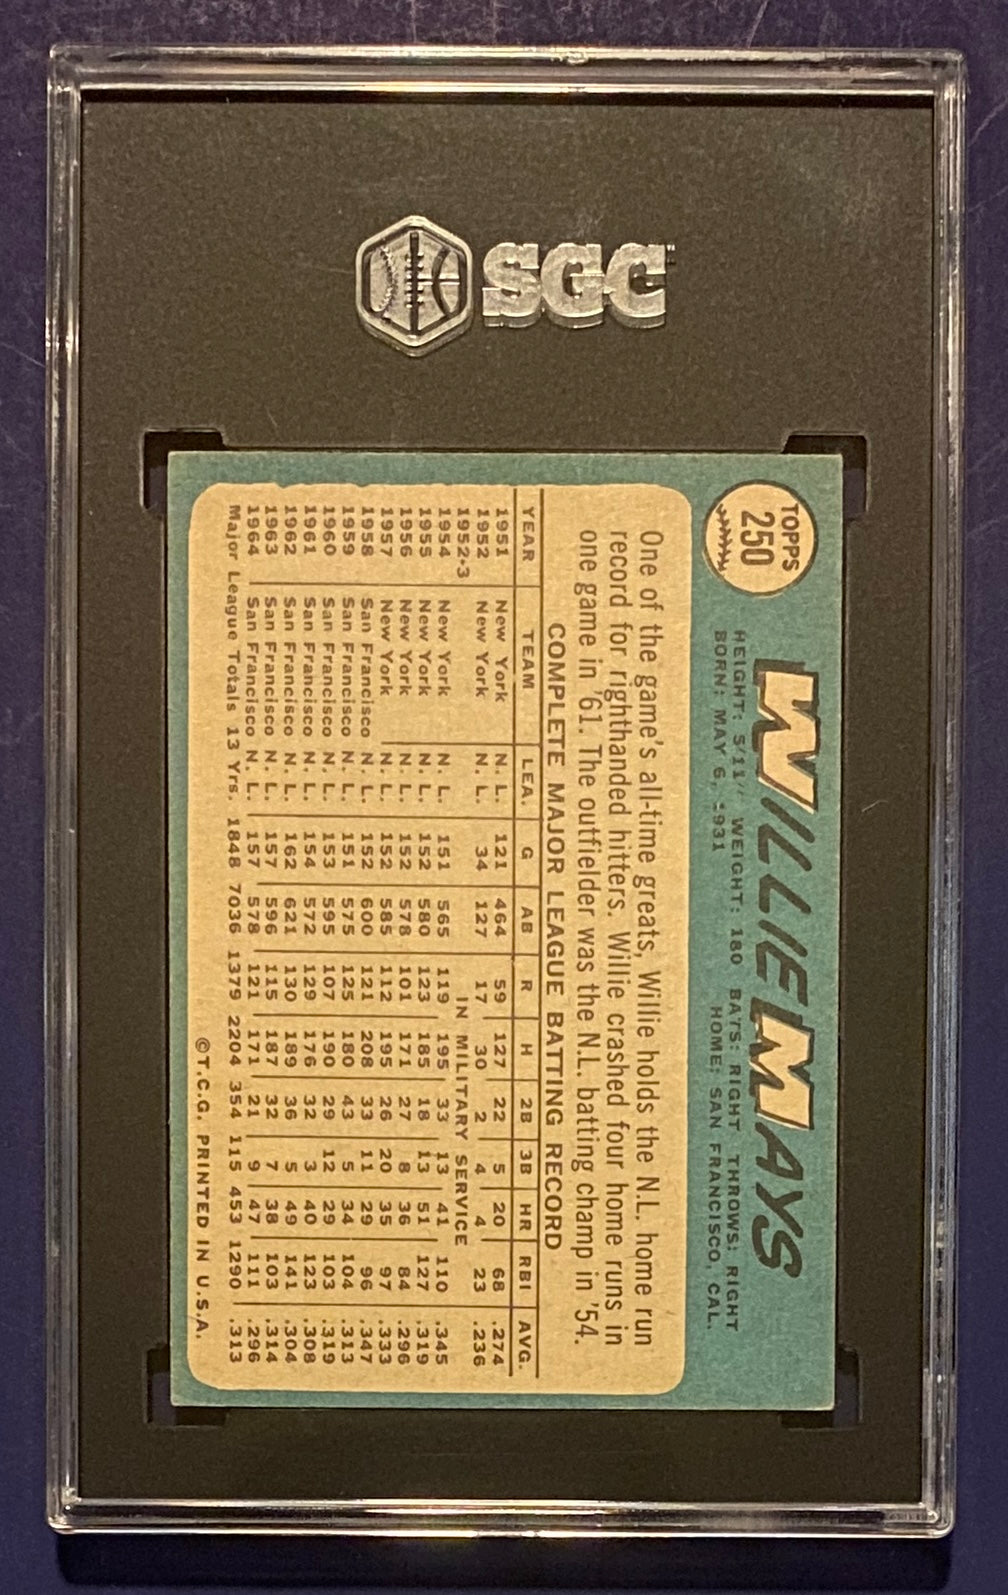 SGC™
TOPPS
250
WILLIE MAYS
HEIGHT: 5/11" WEIGHT: 180 BATS: RIGHT THROWS: RIGHT
BORN: MAY 6, 1931 HOME: SAN FRANCISCO, CAL.
One of the game's all-time greats, Willie holds the N.L. home run
record for righthanded hitters. Willie crashed four home runs in
one game in '61. The outfielder was the N.L. batting champ in '54.
COMPLETE MAJOR LEAGUE BATTING RECORD
YEAR TEAM LEA. G AB R H 2B 3B HR RBI AVG.
1951 New York N. L. 121 464 59 127 22 5 20 68 .274
1952 New York N. L. 34 127 17 30 2 4 4 23 .236
1952-3 IN MILITARY SERVICE
1954 New York N. L. 151 565 119 195 33 13 41 110 .345
1955 New York N. L. 152 580 123 185 18 13 51 127 .319
1956 New York N. L. 152 578 101 171 27 8 36 84 .296
1957 New York N. L. 152 585 112 195 26 20 35 97 .333
1958 San Francisco N. L. 152 600 121 208 33 11 29 96 .347
1959 San Francisco N. L. 151 575 125 180 43 5 34 104 .313
1960 San Francisco N. L. 153 595 107 190 29 12 29 103 .319
1961 San Francisco N. L. 154 572 129 176 32 3 40 123 .308
1962 San Francisco N. L. 162 621 130 189 36 5 49 141 .304
1963 San Francisco N. L. 157 596 115 187 32 7 38 103 .314
1964 San Francisco N. L. 157 578 121 171 21 9 47 111 .296
Major League Totals 13 Yrs. 1848 7036 1379 2204 354 115 453 1290 .313
©T.C.G. PRINTED IN U.S.A.